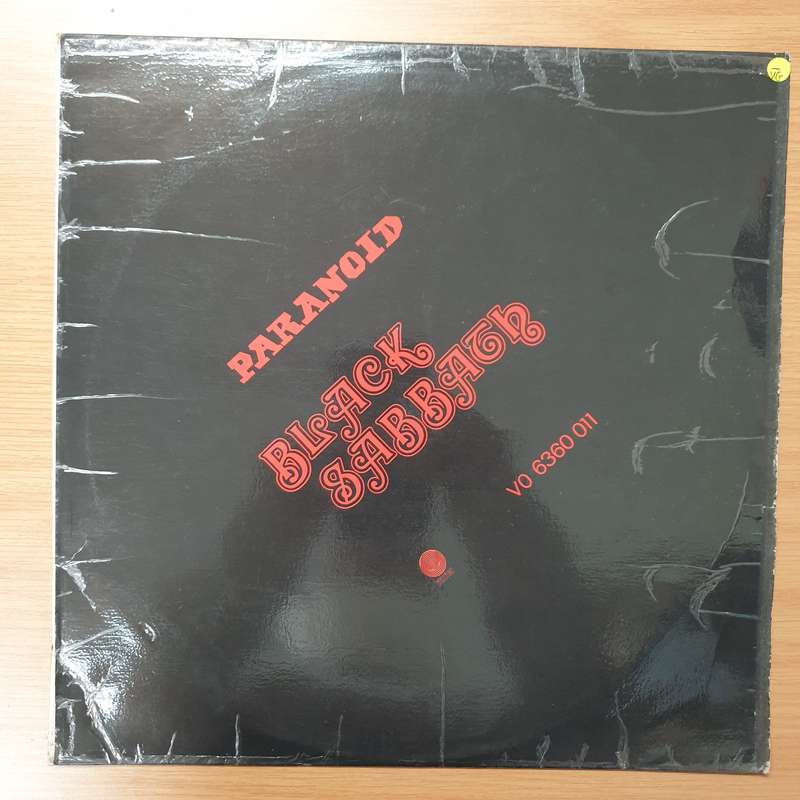 PARANOID
BLACK
SABBATH
VO 6360 011